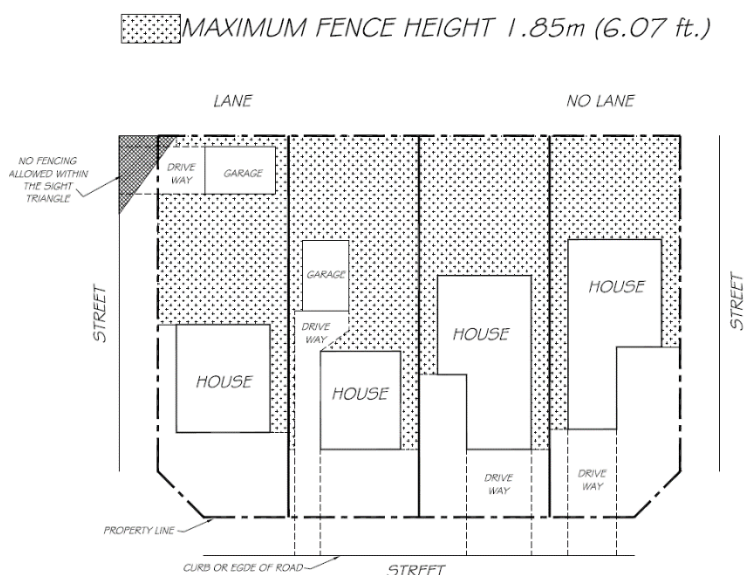 MAXIMUM FENCE HEIGHT 1.85m (6.07 ft.)
LANE
NO LANE
NO FENCING
ALLOWED WITHIN
THE SIGHT
TRIANGLE
DRIVE
WAY
GARAGE
GARAGE
DRIVE
WAY
STREET
STREET
HOUSE
HOUSE
HOUSE
HOUSE
DRIVE
WAY
DRIVE
WAY
PROPERTY LINE
CURB OR EGDE OF ROAD
STREET